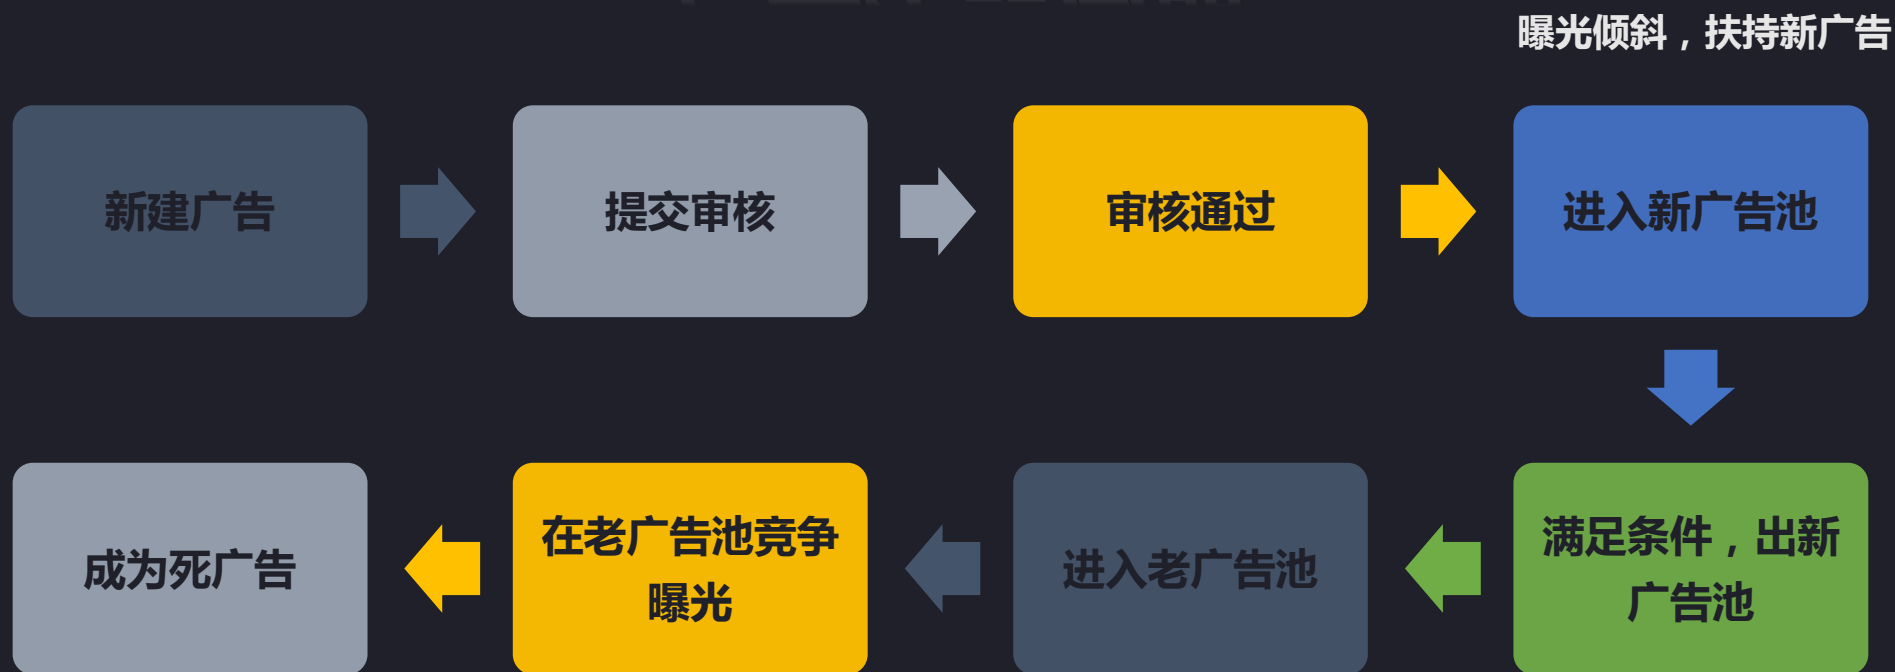 曝光倾斜，扶持新广告
新建广告
提交审核
审核通过
进入新广告池
成为死广告
在老广告池竞争
曝光
进入老广告池
满足条件，出新
广告池